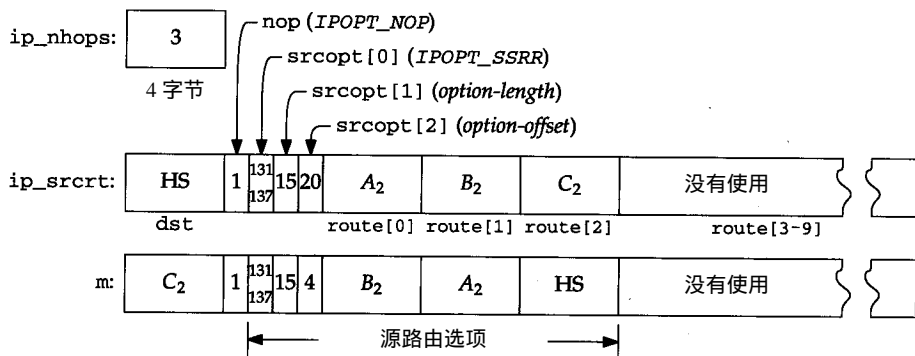 nop (IPOPT_NOP)
ip_nhops: 3
srcopt[0] (IPOPT_SSRR)
4 字节
srcopt[1] (option-length)
srcopt[2] (option-offset)
ip_srcrt: HS 1 131 137 15 20 A2 B2 C2 没有使用
dst route[0] route[1] route[2] route[3-9]
m: C2 1 131 137 15 4 B2 A2 HS 没有使用
源路由选项